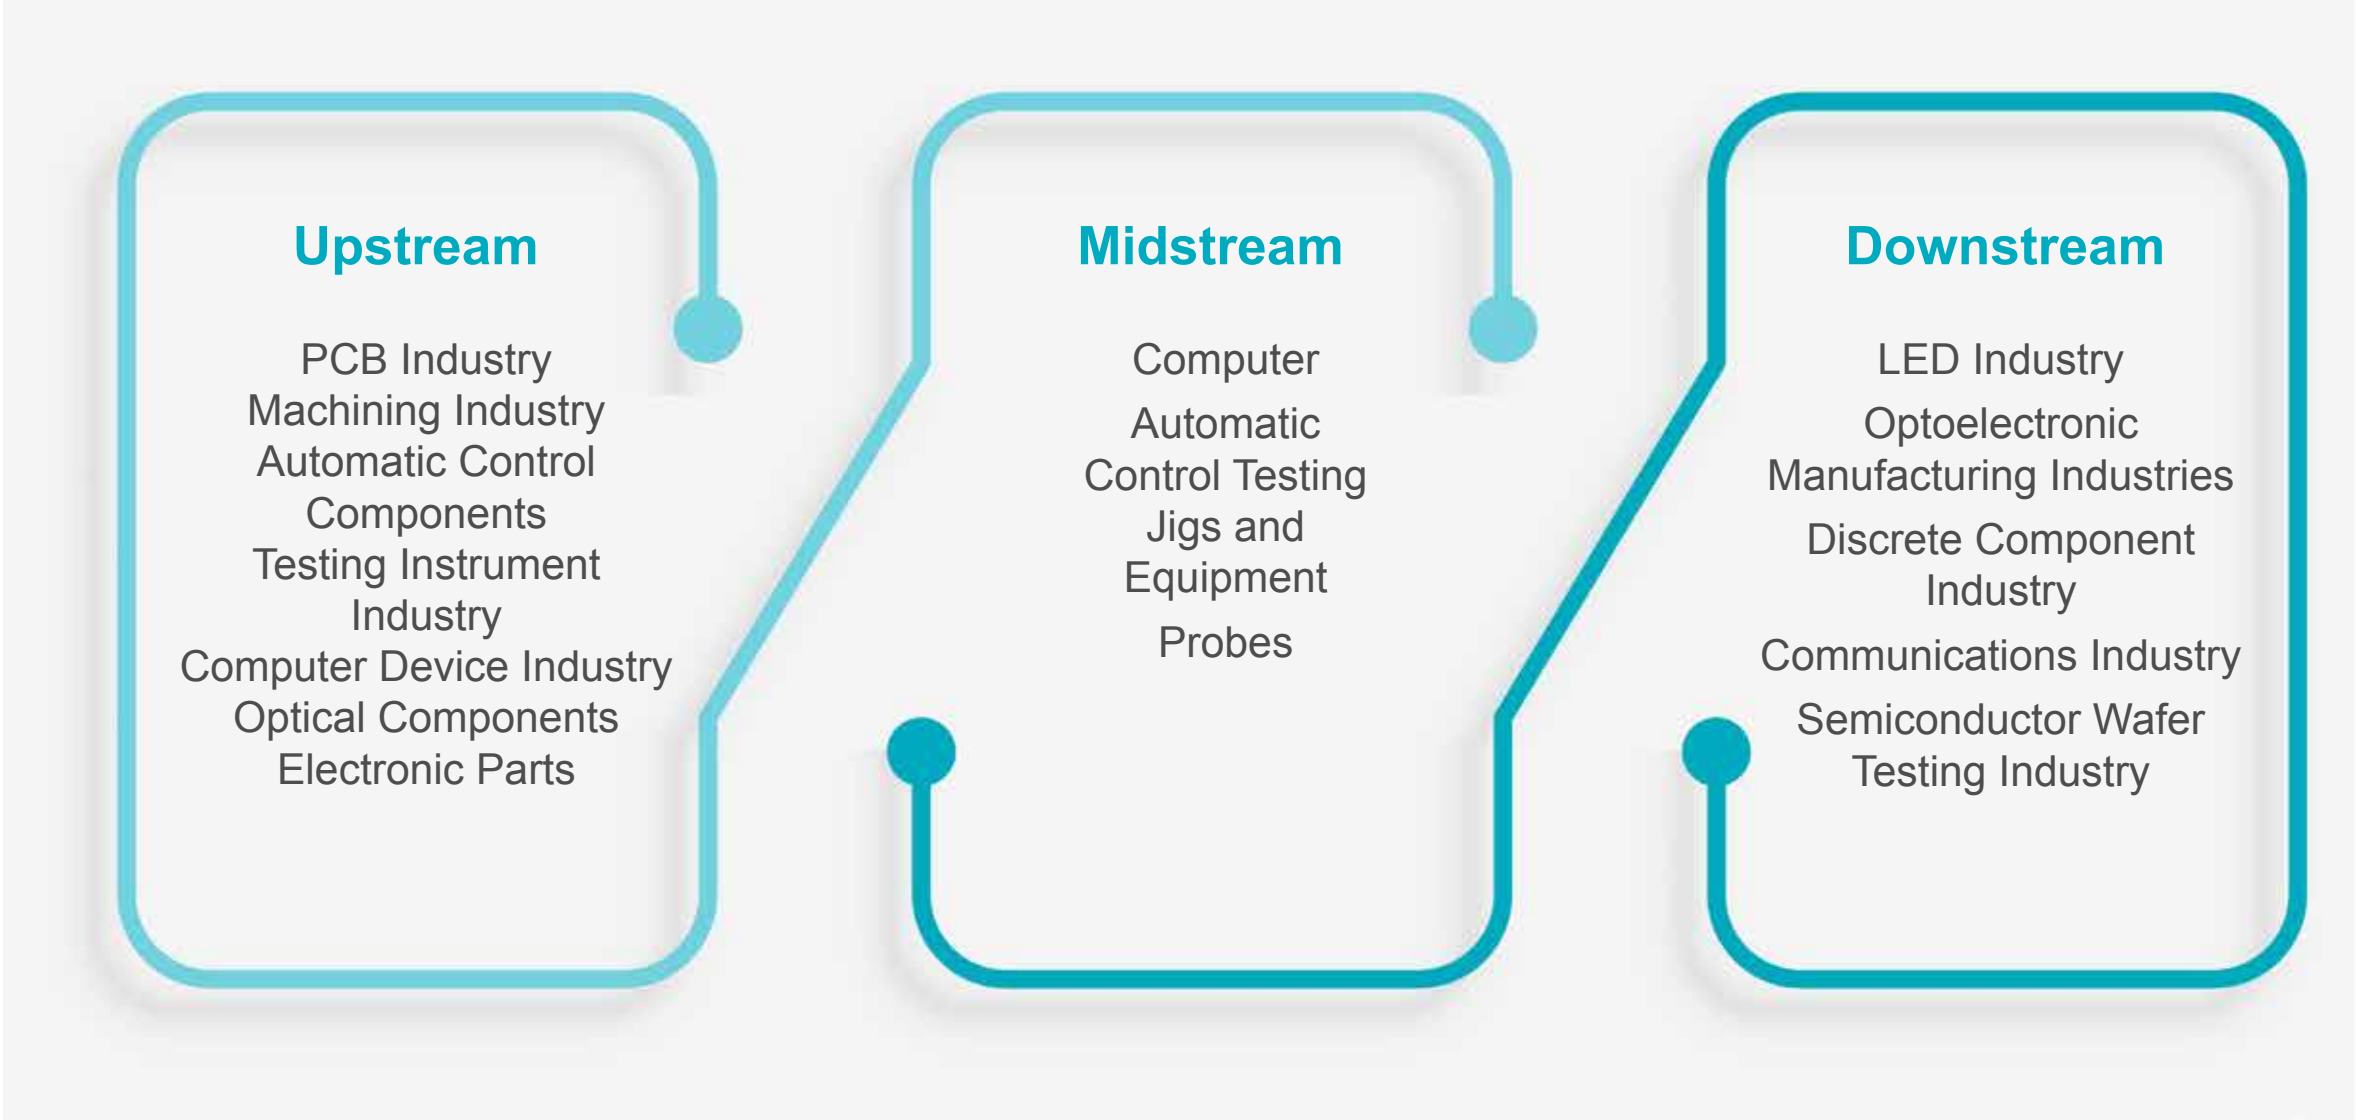 Upstream
PCB Industry
Machining Industry
Automatic Control
Components
Testing Instrument
Industry
Computer Device Industry
Optical Components
Electronic Parts
Midstream
Computer
Automatic
Control Testing
Jigs and
Equipment
Probes
Downstream
LED Industry
Optoelectronic
Manufacturing Industries
Discrete Component
Industry
Communications Industry
Semiconductor Wafer
Testing Industry